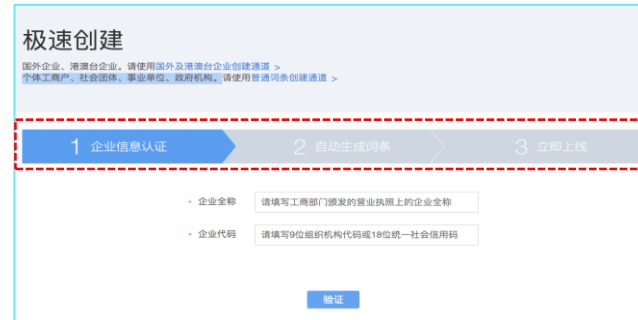 极速创建
国外企业、港澳台企业。请使用国外及港澳台企业创建通道 >
个体工商户、社会团体、事业单位、政府机构。请使用普通词条创建通道 >
1 企业信息认证
2 自动生成词条
3 立即上线
• 企业全称 请填写工商部门颁发的营业执照上的企业全称
• 企业代码 请填写9位组织机构代码或18位统一社会信用码
验证